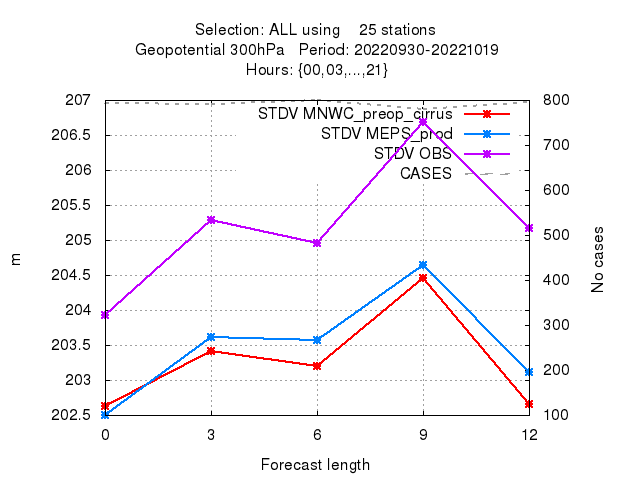 Selection: ALL using 25 stations
Geopotential 300hPa Period: 20220930-20221019
Hours: {00,03,...,21}
207
206.5
206
205.5
205
204.5
204
203.5
203
202.5
800
700
600
500
400
300
200
100
STDV MNWC_preop_cirrus
STDV MEPS_prod
STDV OBS
CASES
m
No cases
0 3 6 9 12
Forecast length